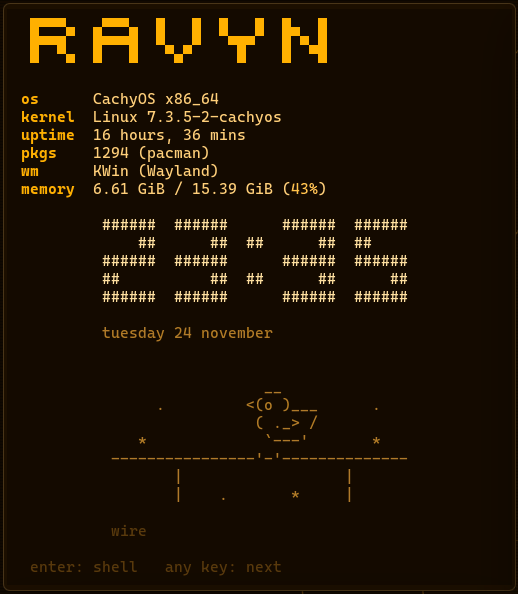 RAVYN
os CachyOS x86_64
kernel Linux 7.3.5-2-cachyos
uptime 16 hours, 36 mins
pkgs 1294 (pacman)
wm KWin (Wayland)
memory 6.61 GiB / 15.39 GiB (43%)
23:35
tuesday 24 november
wire
enter: shell   any key: next